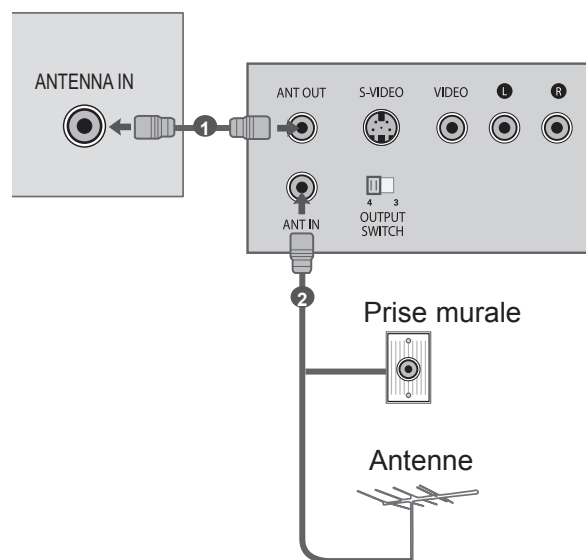 ANTENNA IN
ANT OUT
S-VIDEO
VIDEO
L
R
1
ANT IN
4 3
OUTPUT
SWITCH
2
Prise murale
Antenne